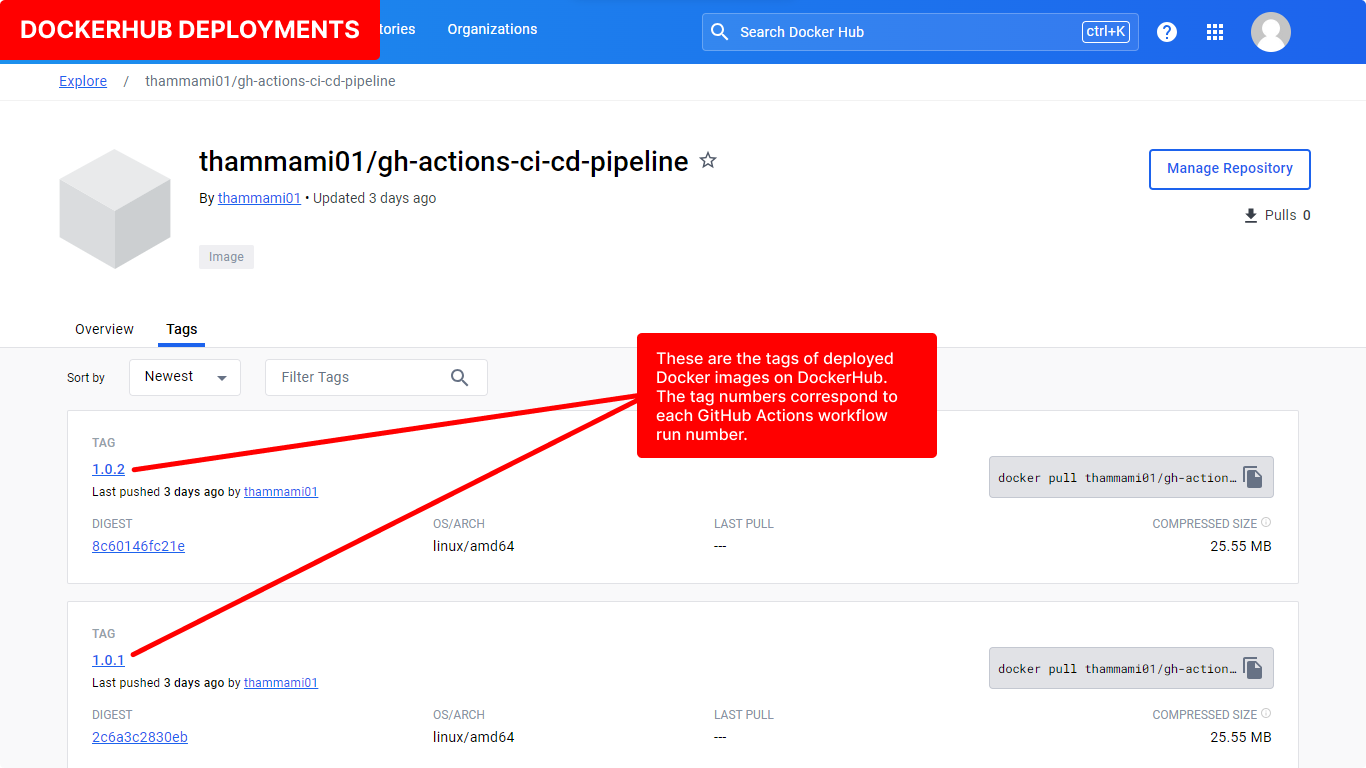 DOCKERHUB DEPLOYMENTS
tories
Organizations
Search Docker Hub
ctrl+K
?
Explore / thammami01/gh-actions-ci-cd-pipeline
thammami01/gh-actions-ci-cd-pipeline
Manage Repository
By thammami01 • Updated 3 days ago
Pulls 0
Image
Overview
Tags
Sort by
Newest
Filter Tags
These are the tags of deployed
Docker images on DockerHub.
The tag numbers correspond to
each GitHub Actions workflow
run number.
TAG
1.0.2
Last pushed 3 days ago by thammami01
docker pull thammami01/gh-action…
DIGEST
OS/ARCH
LAST PULL
COMPRESSED SIZE
8c60146fc21e
linux/amd64
---
25.55 MB
TAG
1.0.1
Last pushed 3 days ago by thammami01
docker pull thammami01/gh-action…
DIGEST
OS/ARCH
LAST PULL
COMPRESSED SIZE
2c6a3c2830eb
linux/amd64
---
25.55 MB